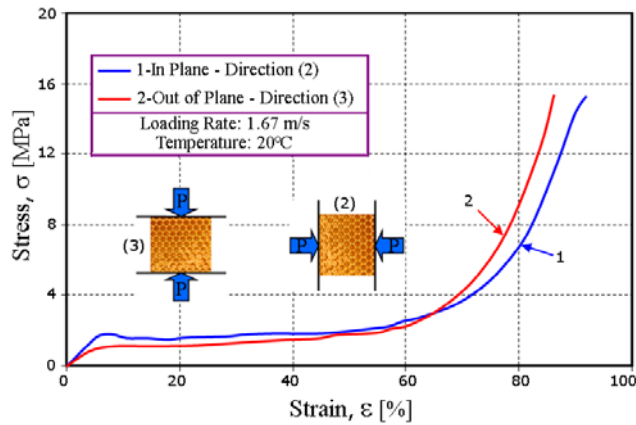 20
16
12
8
4
0
Stress, σ [MPa]
1-In Plane - Direction (2)
2-Out of Plane - Direction (3)
Loading Rate: 1.67 m/s
Temperature: 20°C
P
(3)
P
(2)
P
P
2
1
0
20
40
60
80
100
Strain, ε [%]